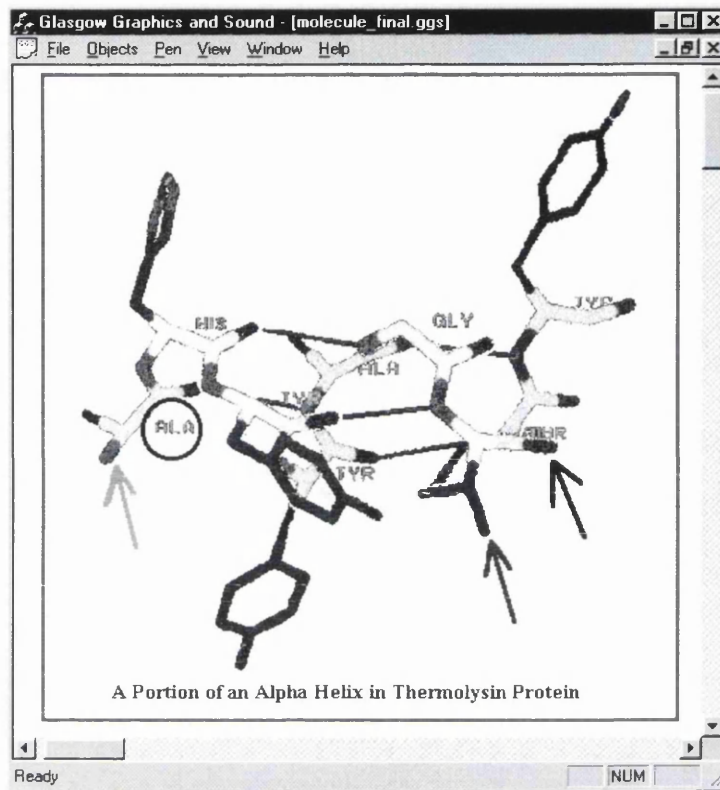 Glasgow Graphics and Sound - [molecule_final.ggs]
File Objects Pen View Window Help
HIS
GLY
ALA
ALA
TYR
A Portion of an Alpha Helix in Thermolysin Protein
Ready
NUM